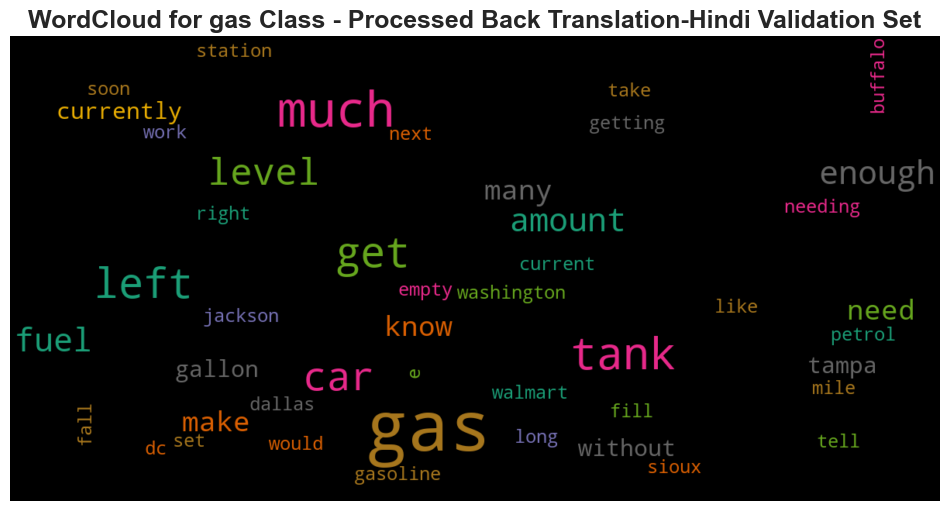 WordCloud for gas Class - Processed Back Translation-Hindi Validation Set
station
buffalo
soon
take
currently
much
work
next
getting
level
many
enough
right
amount
needing
get
current
left
empty
washington
like
jackson
know
need
fuel
petrol
gallon
car
e
tank
tampa
walmart
mile
dallas
fall
make
gas
fill
dc
set
would
long
without
tell
gasoline
sioux